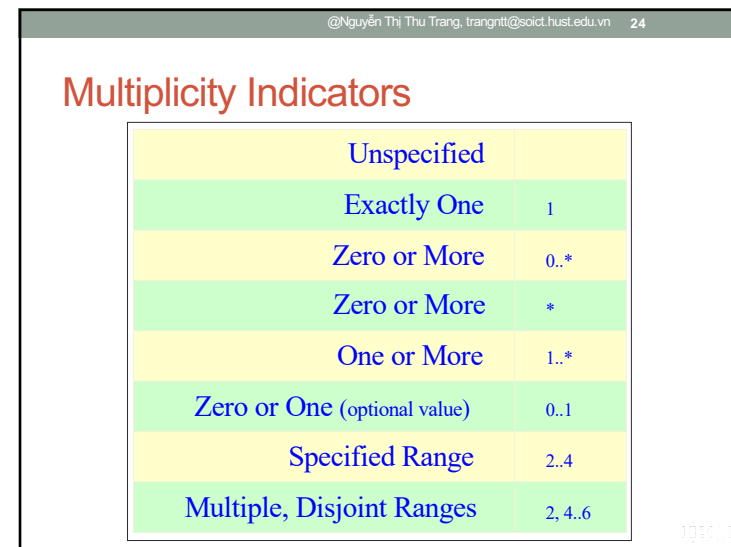 @Nguyễn Thị Thu Trang, trangntt@soict.hust.edu.vn 24
Multiplicity Indicators
Unspecified
Exactly One 1
Zero or More 0..*
Zero or More *
One or More 1..*
Zero or One (optional value) 0..1
Specified Range 2..4
Multiple, Disjoint Ranges 2, 4..6